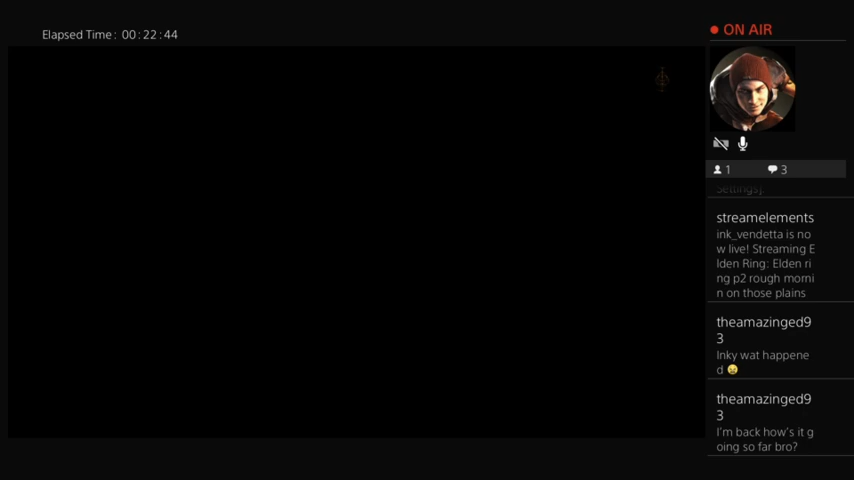 Elapsed Time: 00:22:44
ON AIR
1 3
Settings].
streamelements
ink_vendetta is no
w live! Streaming E
lden Ring: Elden ri
ng p2 rough morni
n on those plains
theamazinged9
3
Inky wat happene
d 😫
theamazinged9
3
I'm back how's it g
oing so far bro?